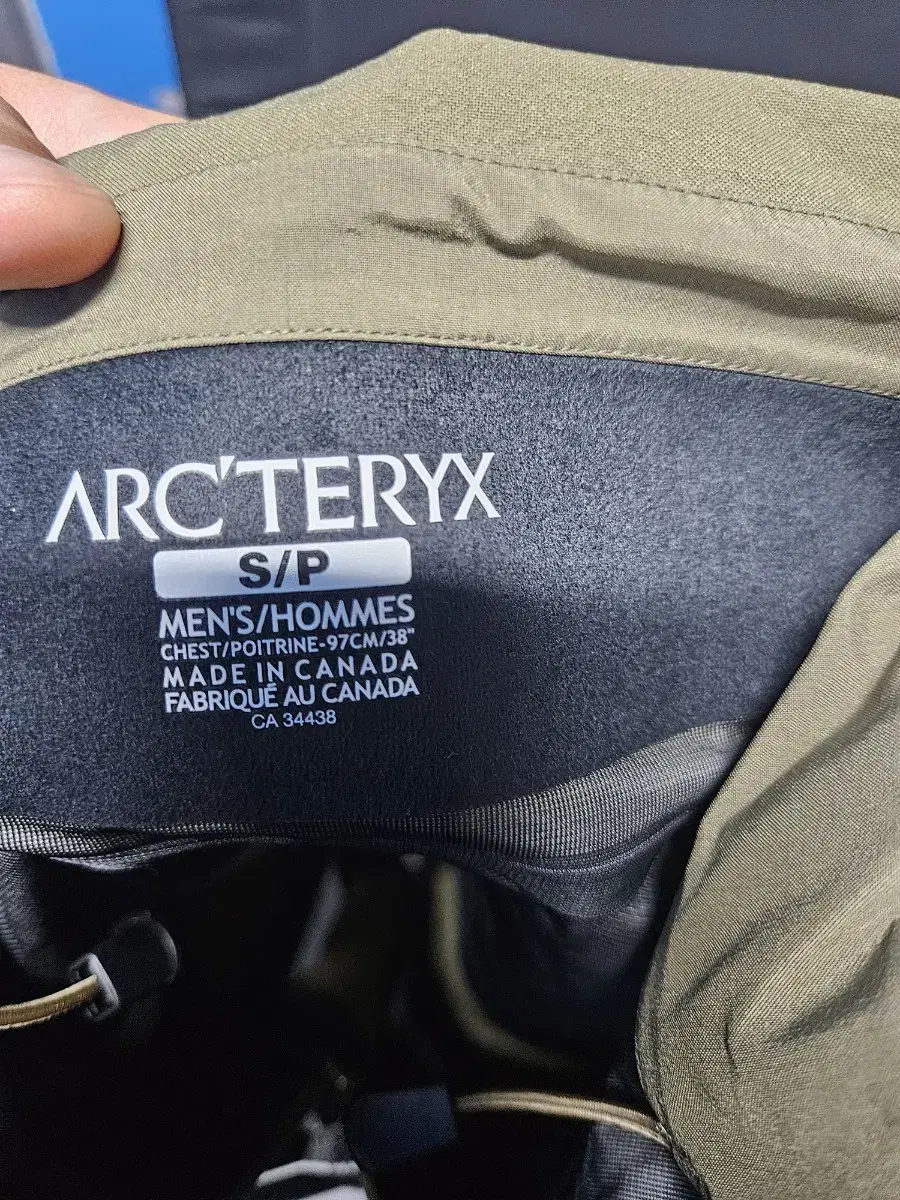 ARC'TERYX
S/P
MEN'S/HOMMES
CHEST/POITRINE-97CM/38"
MADE IN CANADA
FABRIQUÉ AU CANADA
CA 34438